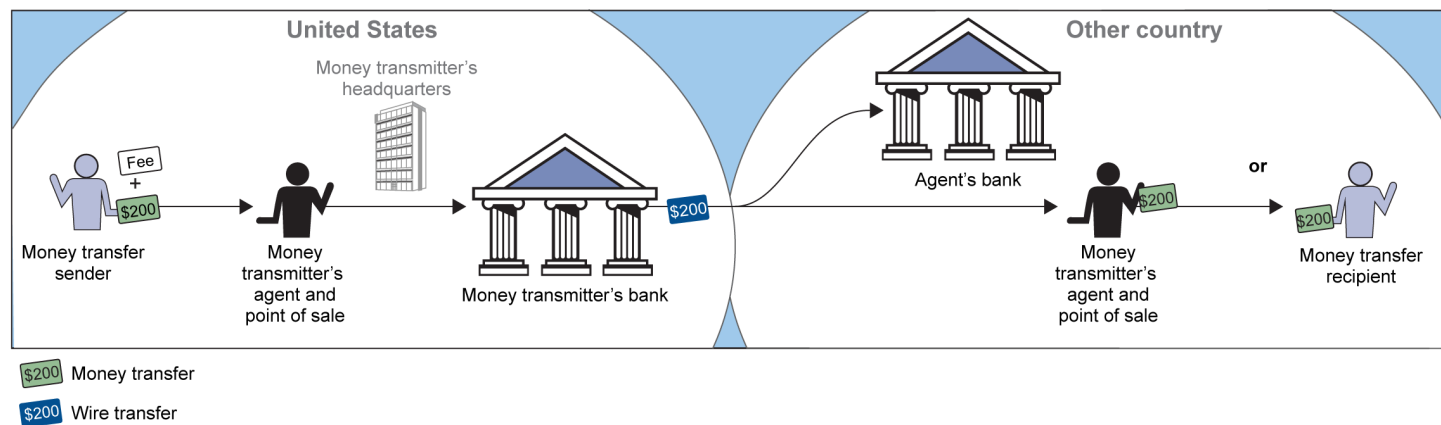 United States
Other country
Money transmitter's
headquarters
Fee
+
$200
Money transfer
sender
Money
transmitter's
agent and
point of sale
Money transmitter's bank
$200
Agent's bank
$200
Money
transmitter's
agent and
point of sale
or
$200
Money transfer
recipient
$200 Money transfer
$200 Wire transfer